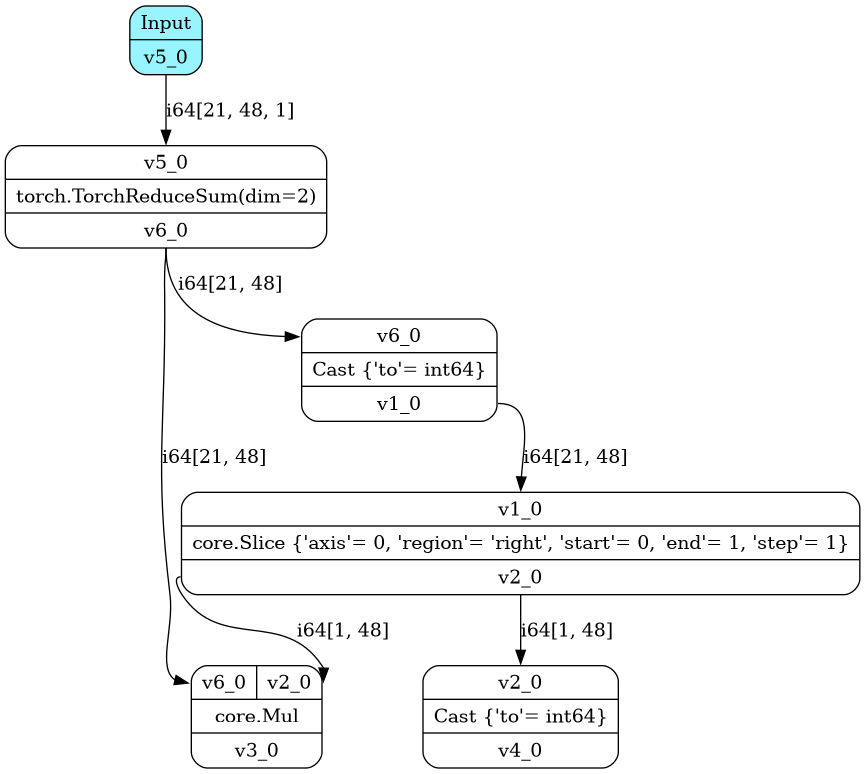 Input
v5_0
i64[21, 48, 1]
v5_0
torch.TorchReduceSum(dim=2)
v6_0
i64[21, 48]
v6_0
Cast {'to'= int64}
v1_0
i64[21, 48]
i64[21, 48]
v1_0
core.Slice {'axis'= 0, 'region'= 'right', 'start'= 0, 'end'= 1, 'step'= 1}
v2_0
i64[1, 48]
i64[1, 48]
v6_0 v2_0
core.Mul
v3_0
v2_0
Cast {'to'= int64}
v4_0